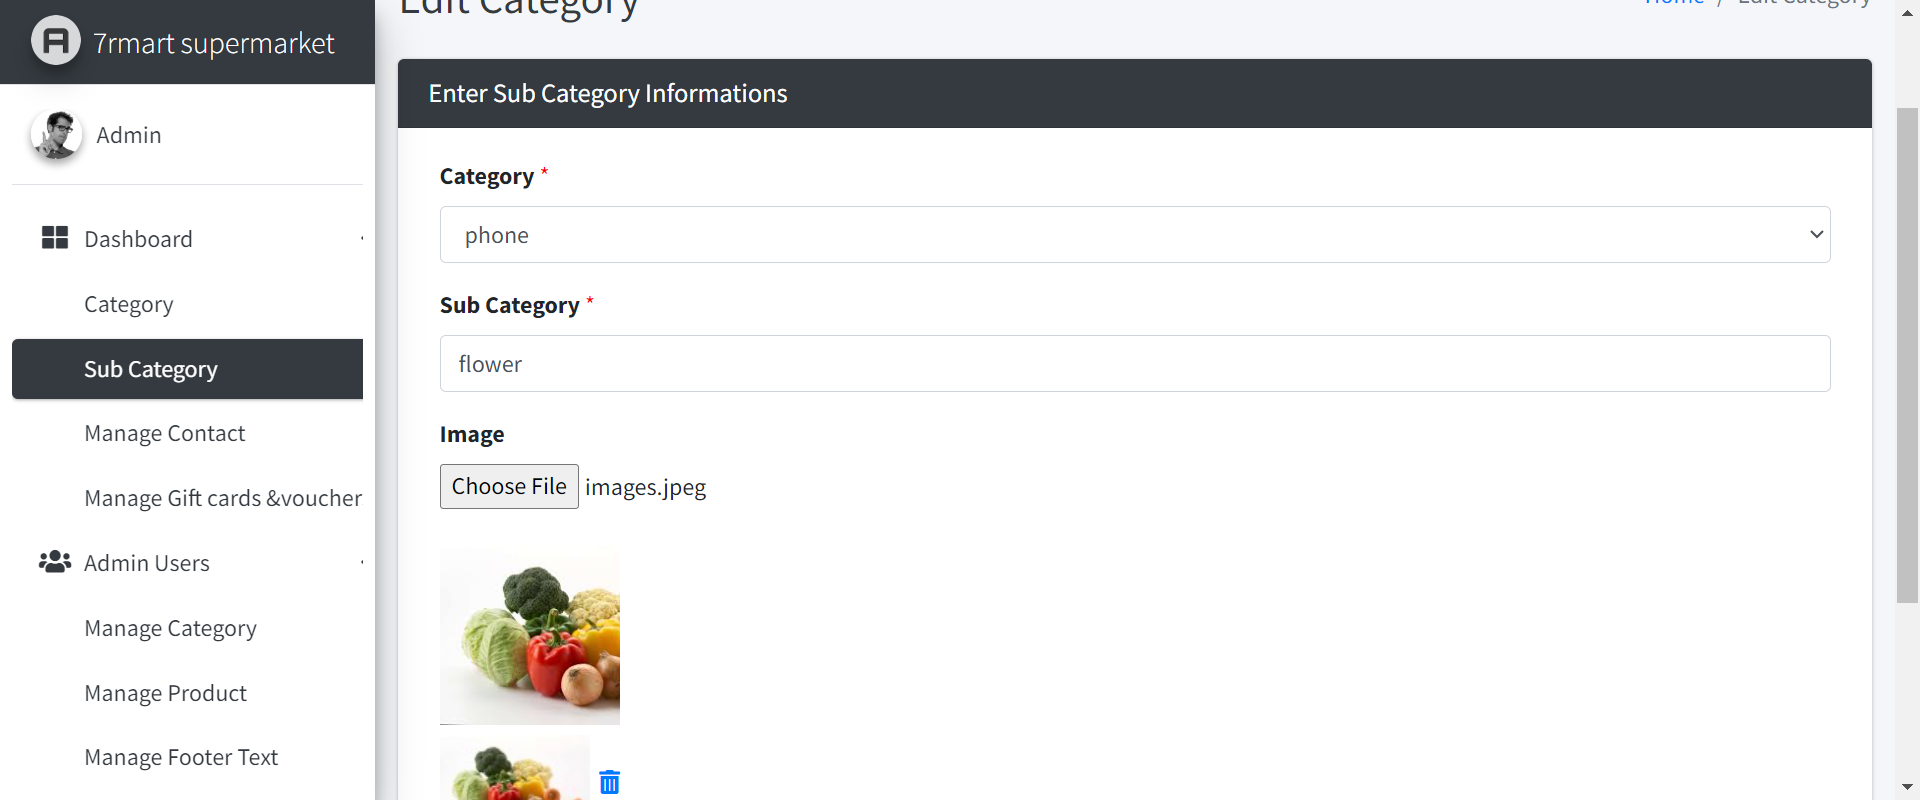 7rmart supermarket
Admin
Dashboard
Category
Sub Category
Manage Contact
Manage Gift cards &voucher
Admin Users
Manage Category
Manage Product
Manage Footer Text
Edit Category
Home / Edit Category
Enter Sub Category Informations
Category *
phone
Sub Category *
flower
Image
Choose File images.jpeg